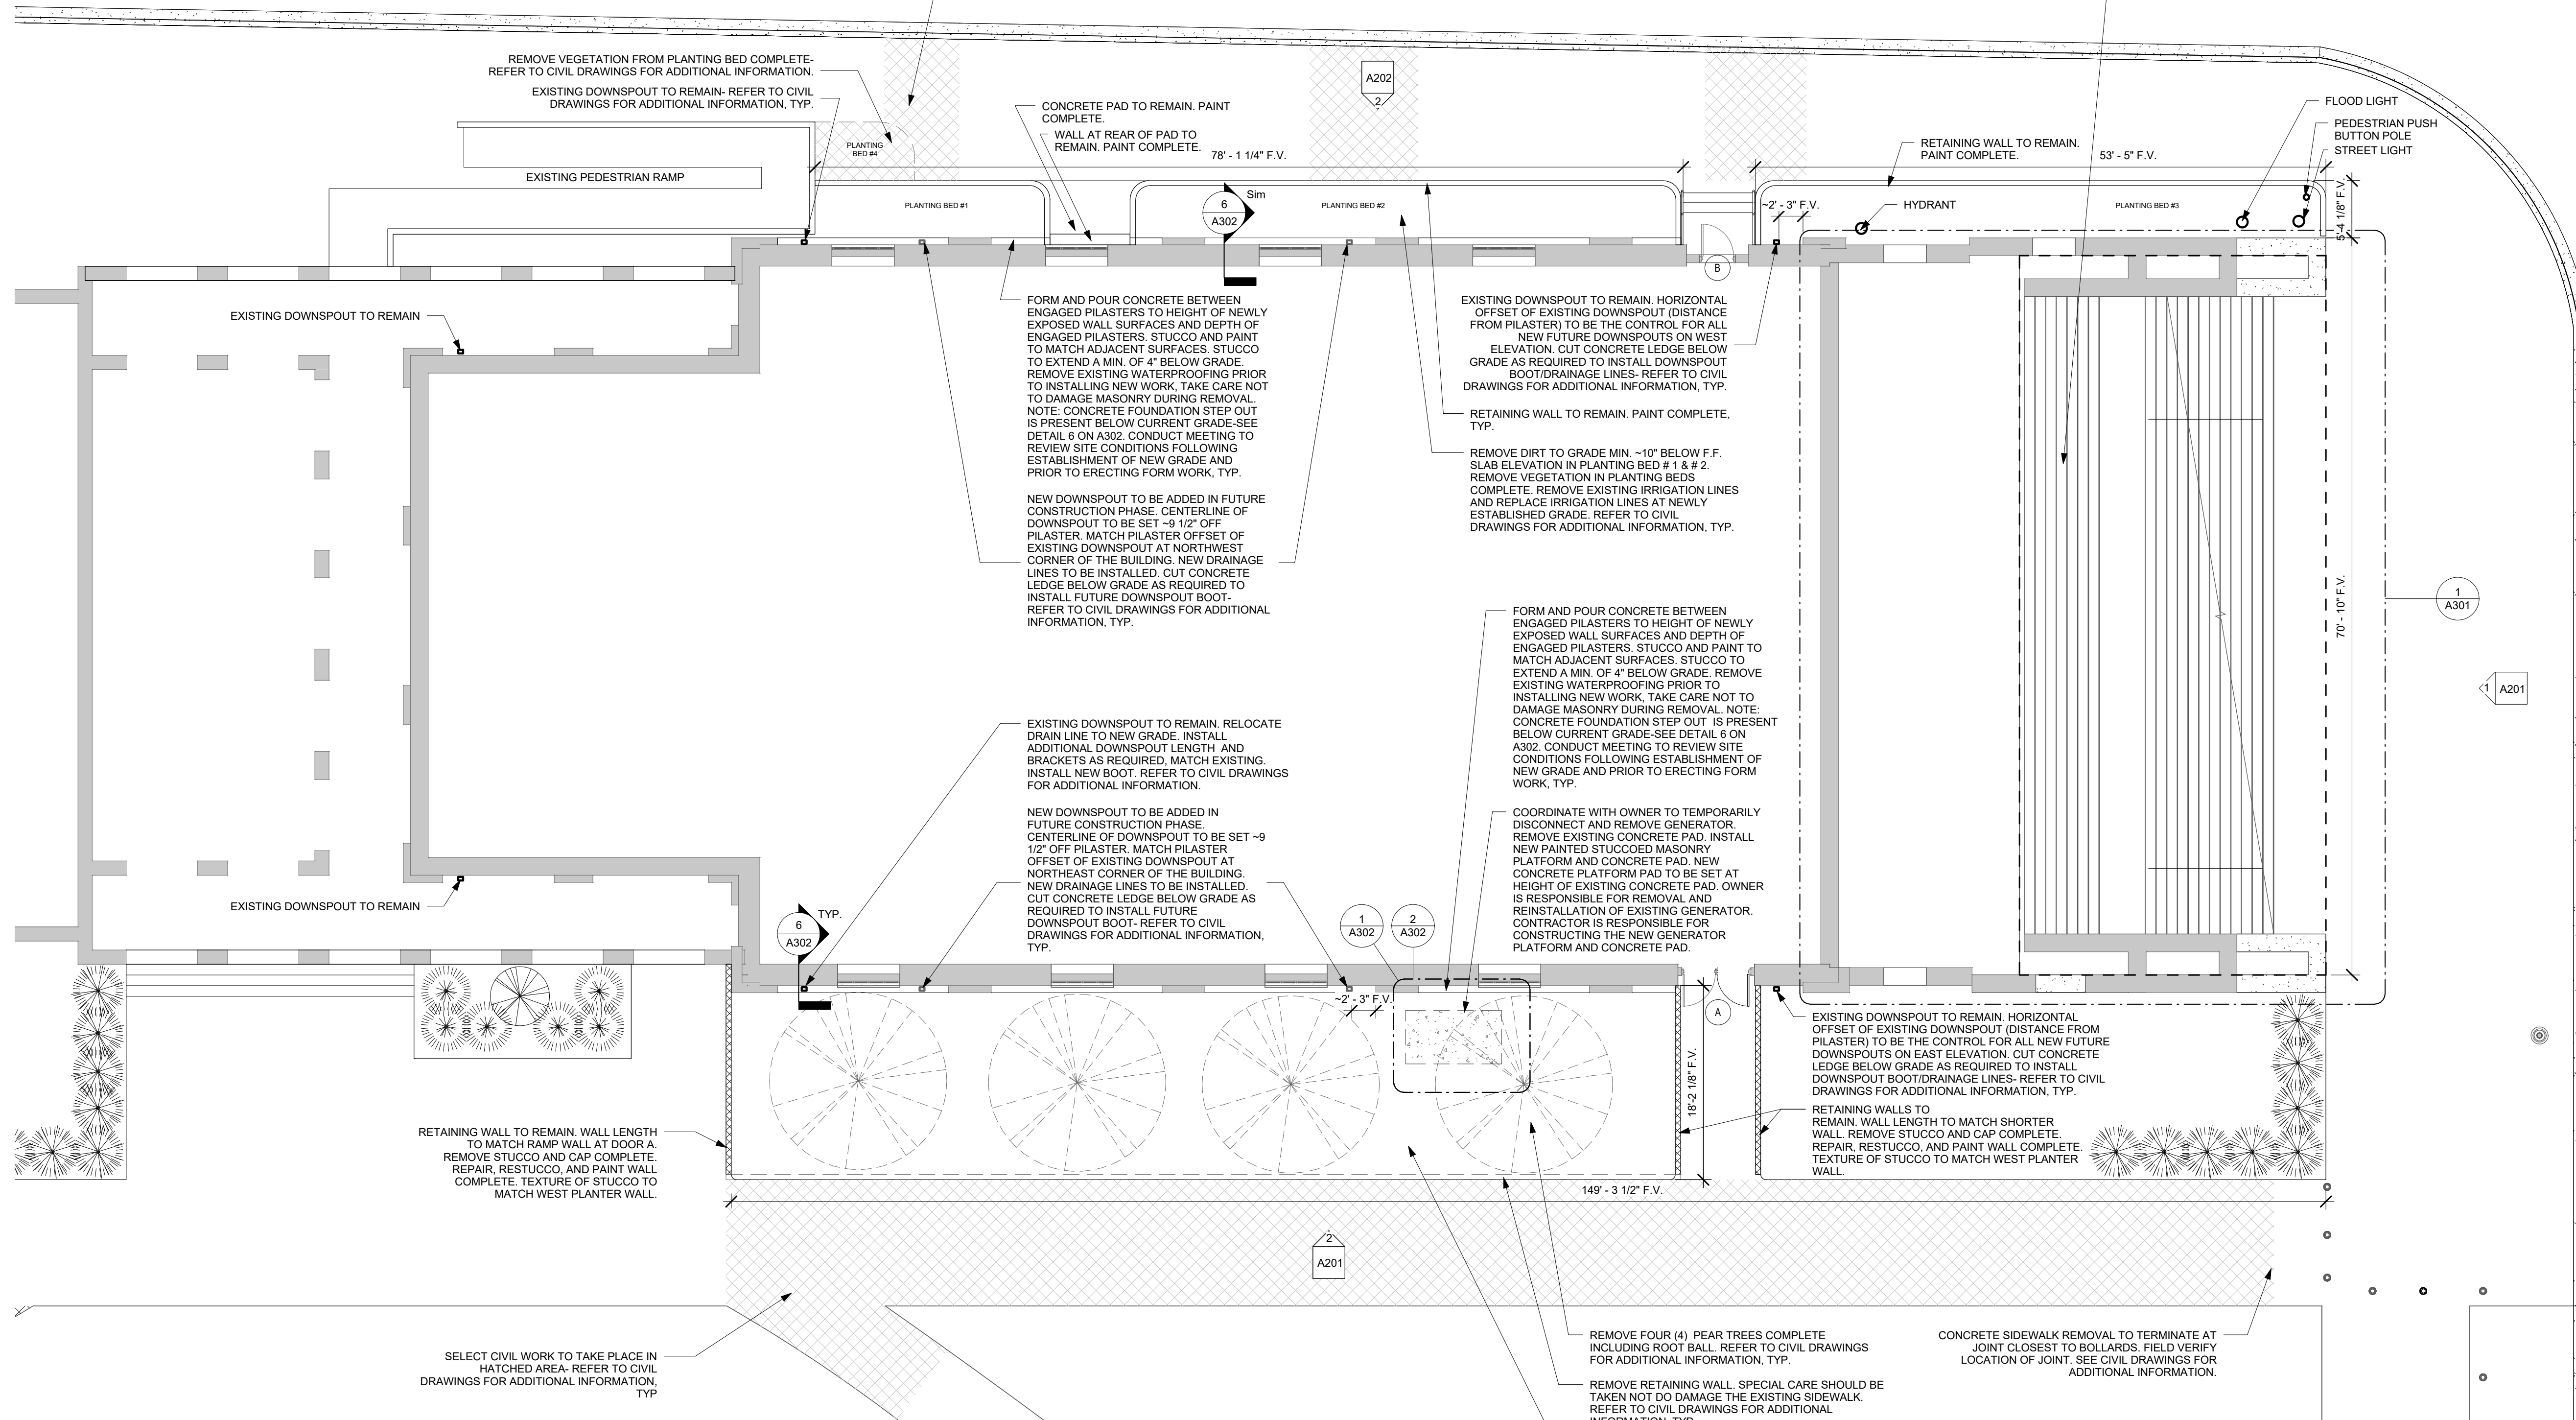 REMOVE VEGETATION FROM PLANTING BED COMPLETE-
REFER TO CIVIL DRAWINGS FOR ADDITIONAL INFORMATION.
EXISTING DOWNSPOUT TO REMAIN- REFER TO CIVIL
DRAWINGS FOR ADDITIONAL INFORMATION, TYP.
CONCRETE PAD TO REMAIN. PAINT
COMPLETE.
WALL AT REAR OF PAD TO
REMAIN. PAINT COMPLETE.
78' - 1 1/4" F.V.
A202
2
RETAINING WALL TO REMAIN.
PAINT COMPLETE.
53' - 5" F.V.
FLOOD LIGHT
PEDESTRIAN PUSH
BUTTON POLE
STREET LIGHT
PLANTING
BED #4
EXISTING PEDESTRIAN RAMP
PLANTING BED #1
6
A302
Sim
PLANTING BED #2
~2' - 3" F.V.
HYDRANT
PLANTING BED #3
5'-4 1/8" F.V.
B
EXISTING DOWNSPOUT TO REMAIN
FORM AND POUR CONCRETE BETWEEN
ENGAGED PILASTERS TO HEIGHT OF NEWLY
EXPOSED WALL SURFACES AND DEPTH OF
ENGAGED PILASTERS. STUCCO AND PAINT
TO MATCH ADJACENT SURFACES. STUCCO
TO EXTEND A MIN. OF 4" BELOW GRADE.
REMOVE EXISTING WATERPROOFING PRIOR
TO INSTALLING NEW WORK, TAKE CARE NOT
TO DAMAGE MASONRY DURING REMOVAL.
NOTE: CONCRETE FOUNDATION STEP OUT
IS PRESENT BELOW CURRENT GRADE-SEE
DETAIL 6 ON A302. CONDUCT MEETING TO
REVIEW SITE CONDITIONS FOLLOWING
ESTABLISHMENT OF NEW GRADE AND
PRIOR TO ERECTING FORM WORK, TYP.
EXISTING DOWNSPOUT TO REMAIN. HORIZONTAL
OFFSET OF EXISTING DOWNSPOUT (DISTANCE
FROM PILASTER) TO BE THE CONTROL FOR ALL
NEW FUTURE DOWNSPOUTS ON WEST
ELEVATION. CUT CONCRETE LEDGE BELOW
GRADE AS REQUIRED TO INSTALL DOWNSPOUT
BOOT/DRAINAGE LINES- REFER TO CIVIL
DRAWINGS FOR ADDITIONAL INFORMATION, TYP.
RETAINING WALL TO REMAIN. PAINT COMPLETE,
TYP.
REMOVE DIRT TO GRADE MIN. ~10" BELOW F.F.
SLAB ELEVATION IN PLANTING BED # 1 & # 2.
REMOVE VEGETATION IN PLANTING BEDS
COMPLETE. REMOVE EXISTING IRRIGATION LINES
AND REPLACE IRRIGATION LINES AT NEWLY
ESTABLISHED GRADE. REFER TO CIVIL
DRAWINGS FOR ADDITIONAL INFORMATION, TYP.
NEW DOWNSPOUT TO BE ADDED IN FUTURE
CONSTRUCTION PHASE. CENTERLINE OF
DOWNSPOUT TO BE SET ~9 1/2" OFF
PILASTER. MATCH PILASTER OFFSET OF
EXISTING DOWNSPOUT AT NORTHWEST
CORNER OF THE BUILDING. NEW DRAINAGE
LINES TO BE INSTALLED. CUT CONCRETE
LEDGE BELOW GRADE AS REQUIRED TO
INSTALL FUTURE DOWNSPOUT BOOT-
REFER TO CIVIL DRAWINGS FOR ADDITIONAL
INFORMATION, TYP.
70' - 10" F.V.
1
A301
1
A201
FORM AND POUR CONCRETE BETWEEN
ENGAGED PILASTERS TO HEIGHT OF NEWLY
EXPOSED WALL SURFACES AND DEPTH OF
ENGAGED PILASTERS. STUCCO AND PAINT TO
MATCH ADJACENT SURFACES. STUCCO TO
EXTEND A MIN. OF 4" BELOW GRADE. REMOVE
EXISTING WATERPROOFING PRIOR TO
INSTALLING NEW WORK, TAKE CARE NOT TO
DAMAGE MASONRY DURING REMOVAL. NOTE:
CONCRETE FOUNDATION STEP OUT IS PRESENT
BELOW CURRENT GRADE-SEE DETAIL 6 ON
A302. CONDUCT MEETING TO REVIEW SITE
CONDITIONS FOLLOWING ESTABLISHMENT OF
NEW GRADE AND PRIOR TO ERECTING FORM
WORK, TYP.
EXISTING DOWNSPOUT TO REMAIN. RELOCATE
DRAIN LINE TO NEW GRADE. INSTALL
ADDITIONAL DOWNSPOUT LENGTH AND
BRACKETS AS REQUIRED, MATCH EXISTING.
INSTALL NEW BOOT. REFER TO CIVIL DRAWINGS
FOR ADDITIONAL INFORMATION.
NEW DOWNSPOUT TO BE ADDED IN
FUTURE CONSTRUCTION PHASE.
CENTERLINE OF DOWNSPOUT TO BE SET ~9
1/2" OFF PILASTER. MATCH PILASTER
OFFSET OF EXISTING DOWNSPOUT AT
NORTHEAST CORNER OF THE BUILDING.
NEW DRAINAGE LINES TO BE INSTALLED.
CUT CONCRETE LEDGE BELOW GRADE AS
REQUIRED TO INSTALL FUTURE
DOWNSPOUT BOOT- REFER TO CIVIL
DRAWINGS FOR ADDITIONAL INFORMATION,
TYP.
COORDINATE WITH OWNER TO TEMPORARILY
DISCONNECT AND REMOVE GENERATOR.
REMOVE EXISTING CONCRETE PAD. INSTALL
NEW PAINTED STUCCOED MASONRY
PLATFORM AND CONCRETE PAD. NEW
CONCRETE PLATFORM PAD TO BE SET AT
HEIGHT OF EXISTING CONCRETE PAD. OWNER
IS RESPONSIBLE FOR REMOVAL AND
REINSTALLATION OF EXISTING GENERATOR.
CONTRACTOR IS RESPONSIBLE FOR
CONSTRUCTING THE NEW GENERATOR
PLATFORM AND CONCRETE PAD.
EXISTING DOWNSPOUT TO REMAIN
6
A302
TYP.
1
A302
2
A302
~2' - 3" F.V.
A
18'-2 1/8" F.V.
EXISTING DOWNSPOUT TO REMAIN. HORIZONTAL
OFFSET OF EXISTING DOWNSPOUT (DISTANCE FROM
PILASTER) TO BE THE CONTROL FOR ALL NEW FUTURE
DOWNSPOUTS ON EAST ELEVATION. CUT CONCRETE
LEDGE BELOW GRADE AS REQUIRED TO INSTALL
DOWNSPOUT BOOT/DRAINAGE LINES- REFER TO CIVIL
DRAWINGS FOR ADDITIONAL INFORMATION, TYP.
RETAINING WALLS TO
REMAIN. WALL LENGTH TO MATCH SHORTER
WALL. REMOVE STUCCO AND CAP COMPLETE.
REPAIR, RESTUCCO, AND PAINT WALL COMPLETE.
TEXTURE OF STUCCO TO MATCH WEST PLANTER
WALL.
RETAINING WALL TO REMAIN. WALL LENGTH
TO MATCH RAMP WALL AT DOOR A.
REMOVE STUCCO AND CAP COMPLETE.
REPAIR, RESTUCCO, AND PAINT WALL
COMPLETE. TEXTURE OF STUCCO TO
MATCH WEST PLANTER WALL.
149' - 3 1/2" F.V.
2
A201
SELECT CIVIL WORK TO TAKE PLACE IN
HATCHED AREA- REFER TO CIVIL
DRAWINGS FOR ADDITIONAL INFORMATION,
TYP
REMOVE FOUR (4) PEAR TREES COMPLETE
INCLUDING ROOT BALL. REFER TO CIVIL DRAWINGS
FOR ADDITIONAL INFORMATION, TYP.
REMOVE RETAINING WALL. SPECIAL CARE SHOULD BE
TAKEN NOT DO DAMAGE THE EXISTING SIDEWALK.
REFER TO CIVIL DRAWINGS FOR ADDITIONAL
INFORMATION, TYP.
CONCRETE SIDEWALK REMOVAL TO TERMINATE AT
JOINT CLOSEST TO BOLLARDS. FIELD VERIFY
LOCATION OF JOINT. SEE CIVIL DRAWINGS FOR
ADDITIONAL INFORMATION.